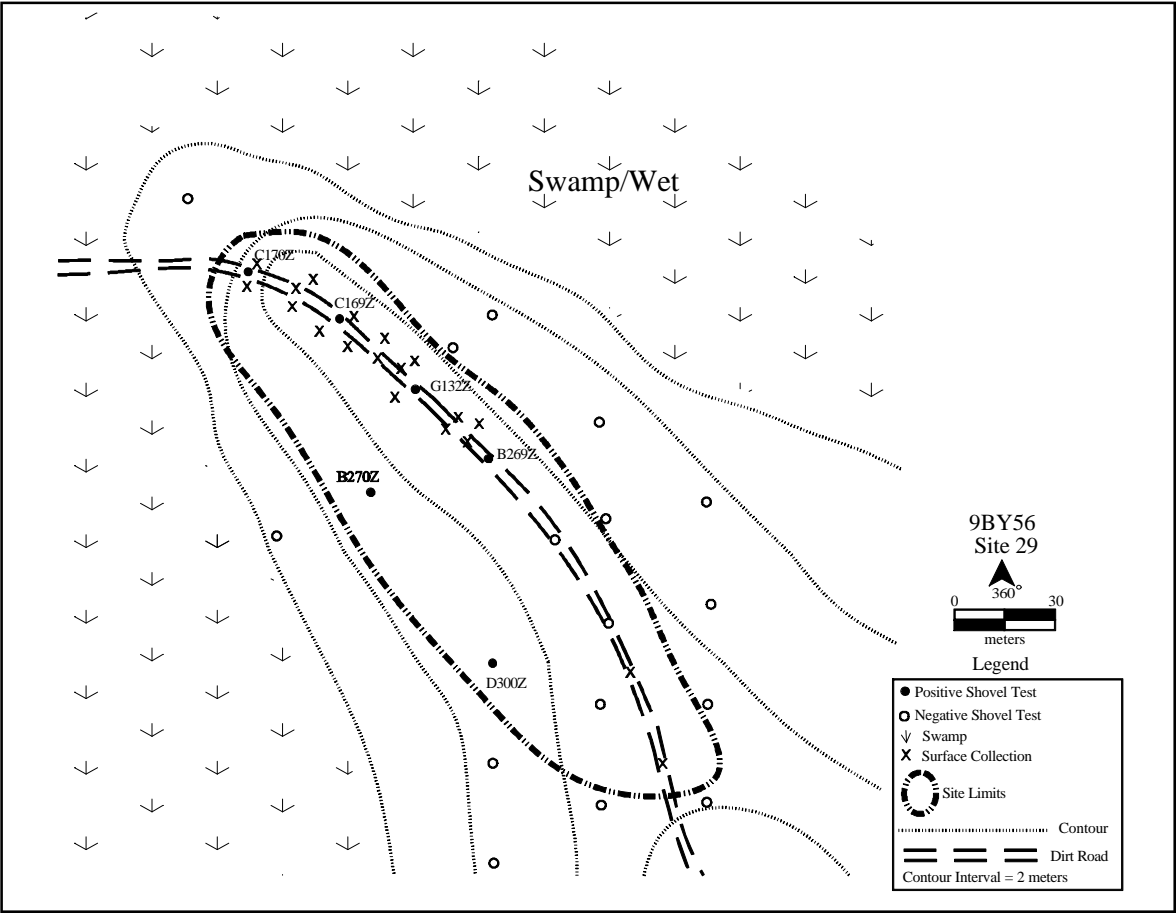 Swamp/Wet
C170Z
C169Z
G132Z
B269Z
B270Z
D300Z
9BY56
Site 29
360°
0 30
meters
Legend
Positive Shovel Test
Negative Shovel Test
Swamp
X Surface Collection
Site Limits
Contour
Dirt Road
Contour Interval = 2 meters